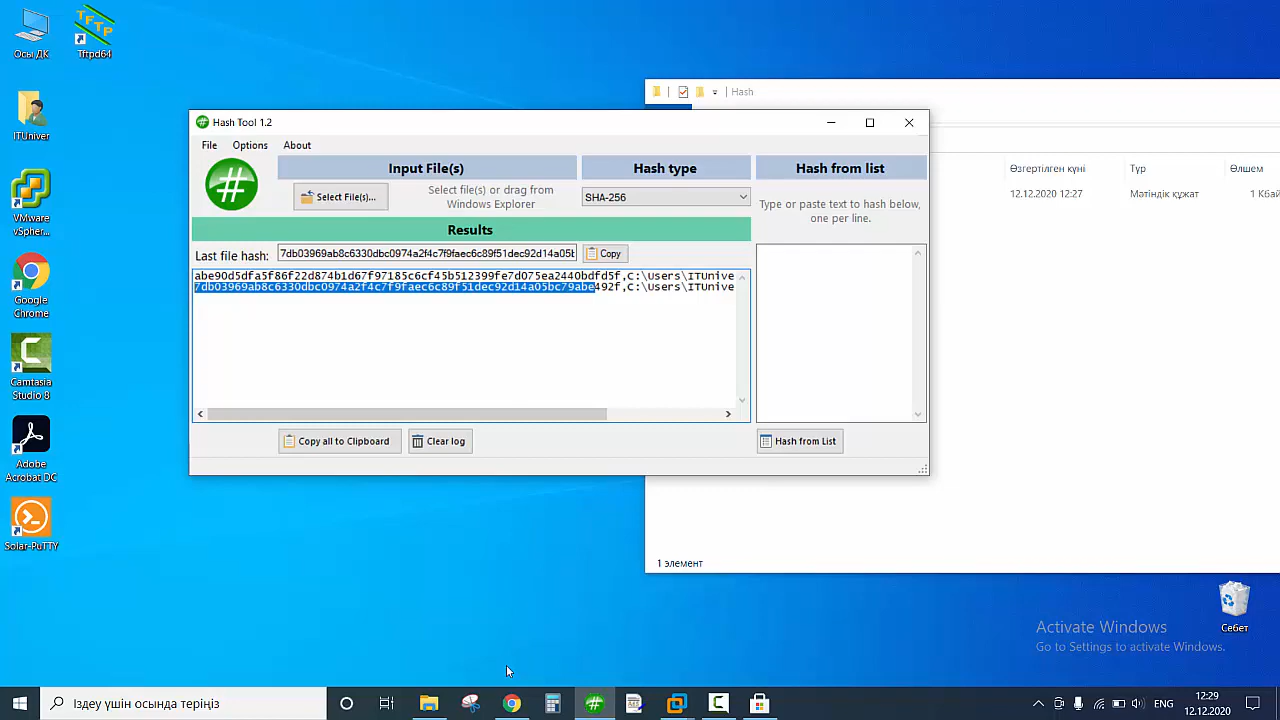 Осы ДК
Tftpd64
ITUniver
VMware
vSpher...
Google
Chrome
Camtasia
Studio 8
Adobe
Acrobat DC
Solar-PuTTY
Hash
Өзгертілген күні
Түр
Өлшем
12.12.2020 12:27
Мәтіндік құжат
1 Кбай
1 элемент
Hash Tool 1.2
File
Options
About
Input File(s)
Hash type
Hash from list
Select File(s)...
Select file(s) or drag from
Windows Explorer
SHA-256
Type or paste text to hash below,
one per line.
Results
Last file hash:
7db03969ab8c6330dbc0974a2f4c7f9faec6c89f51dec92d14a05b
Copy
abe90d5dfa5f86f22d874b1d67f97185c6cf45b512399fe7d075ea2440bdfd5f,C:\Users\ITUnive
7db03969ab8c6330dbc0974a2f4c7f9faec6c89f51dec92d14a05bc79abe492f,C:\Users\ITUnive
Copy all to Clipboard
Clear log
Hash from List
Себет
Activate Windows
Go to Settings to activate Windows.
Іздеу үшін осында теріңіз
ENG
12:29
12.12.2020